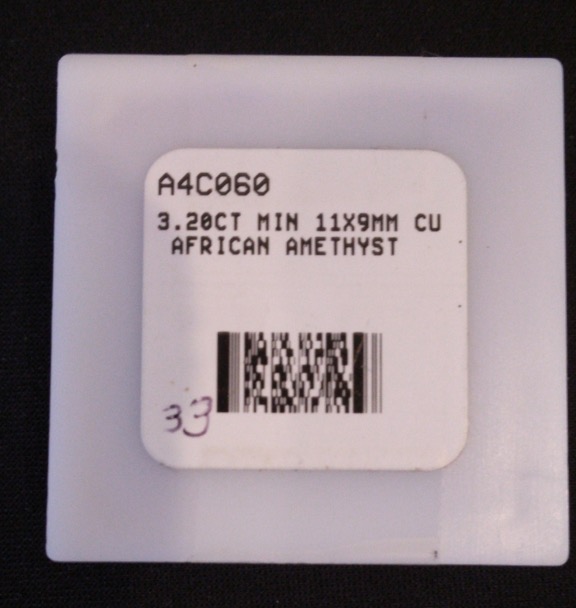 A4C060
3.20CT MIN 11X9MM CU
AFRICAN AMETHYST
33